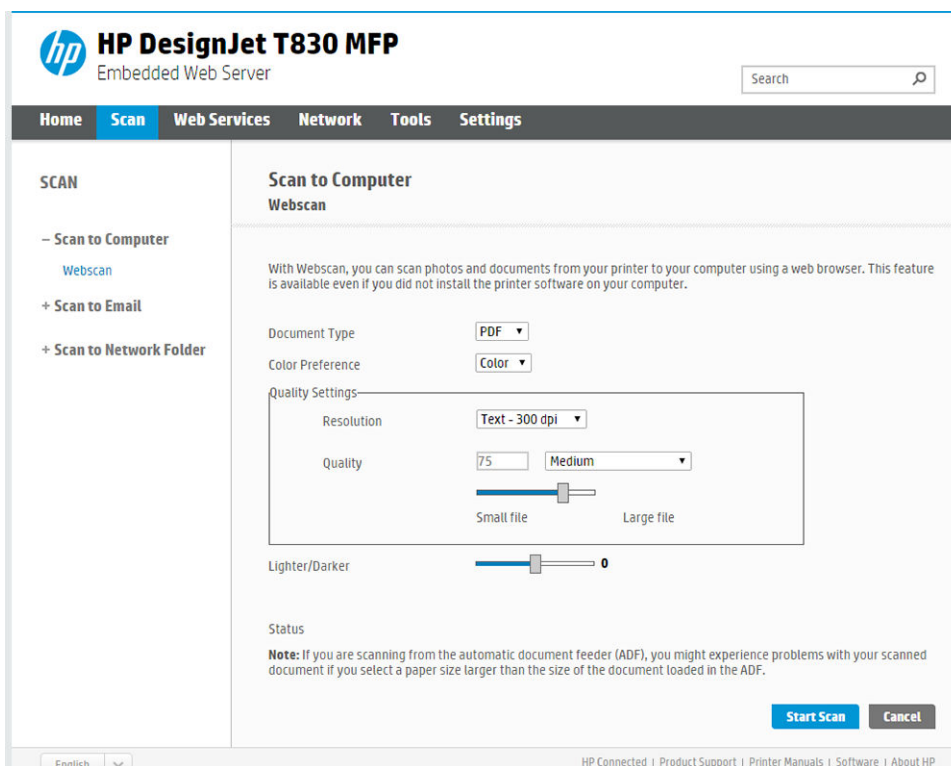 hp
HP DesignJet T830 MFP
Embedded Web Server
Search
Home Scan Web Services Network Tools Settings
SCAN
– Scan to Computer
Webscan
+ Scan to Email
+ Scan to Network Folder
Scan to Computer
Webscan
With Webscan, you can scan photos and documents from your printer to your computer using a web browser. This feature
is available even if you did not install the printer software on your computer.
Document Type PDF
Color Preference Color
Quality Settings
Resolution Text - 300 dpi
Quality 75 Medium
Small file Large file
Lighter/Darker 0
Status
Note: If you are scanning from the automatic document feeder (ADF), you might experience problems with your scanned
document if you select a paper size larger than the size of the document loaded in the ADF.
Start Scan Cancel
English HP Connected | Product Support | Printer Manuals | Software | About HP